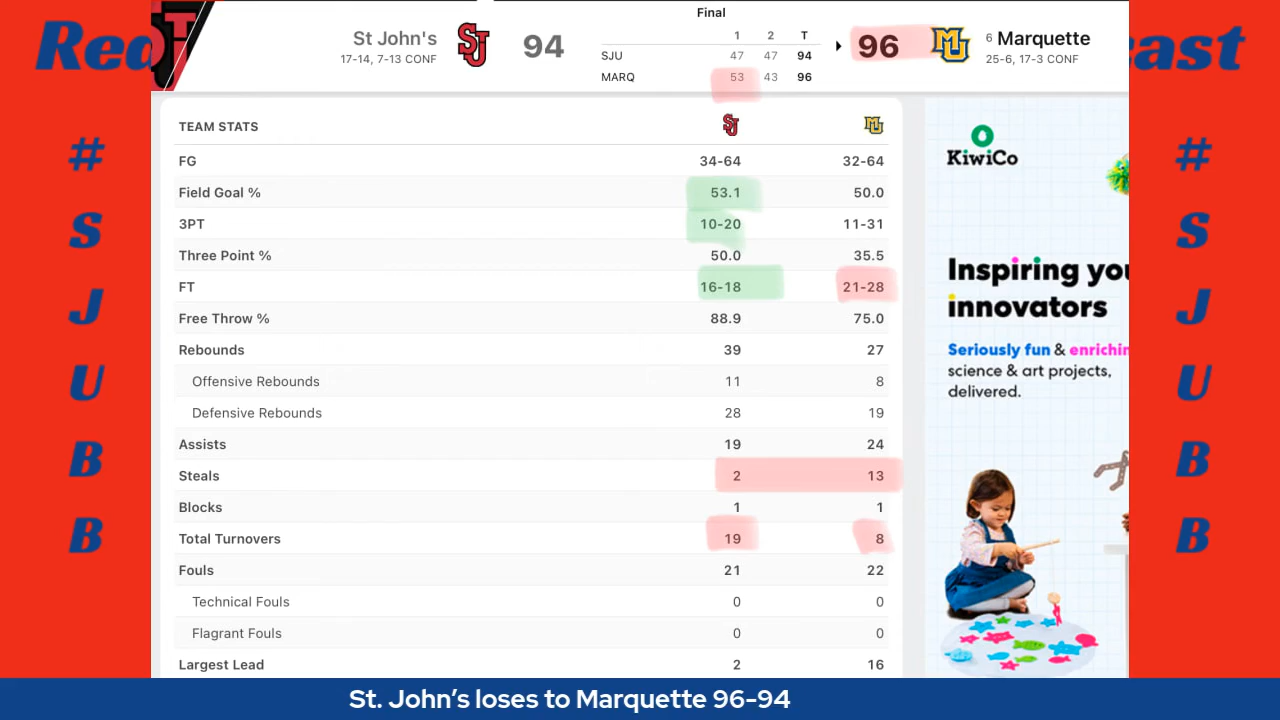 Red
cast
#
S
J
U
B
B
#
S
J
U
B
B
Final
St John's
17-14, 7-13 CONF
SJ
94
1 2 T
SJU 47 47 94
MARQ 53 43 96
96
MU
6 Marquette
25-6, 17-3 CONF
TEAM STATS
FG 34-64 32-64
Field Goal % 53.1 50.0
3PT 10-20 11-31
Three Point % 50.0 35.5
FT 16-18 21-28
Free Throw % 88.9 75.0
Rebounds 39 27
Offensive Rebounds 11 8
Defensive Rebounds 28 19
Assists 19 24
Steals 2 13
Blocks 1 1
Total Turnovers 19 8
Fouls 21 22
Technical Fouls 0 0
Flagrant Fouls 0 0
Largest Lead 2 16
KiwiCo
Inspiring you
innovators
Seriously fun & enrichin
science & art projects,
delivered.
St. John’s loses to Marquette 96-94